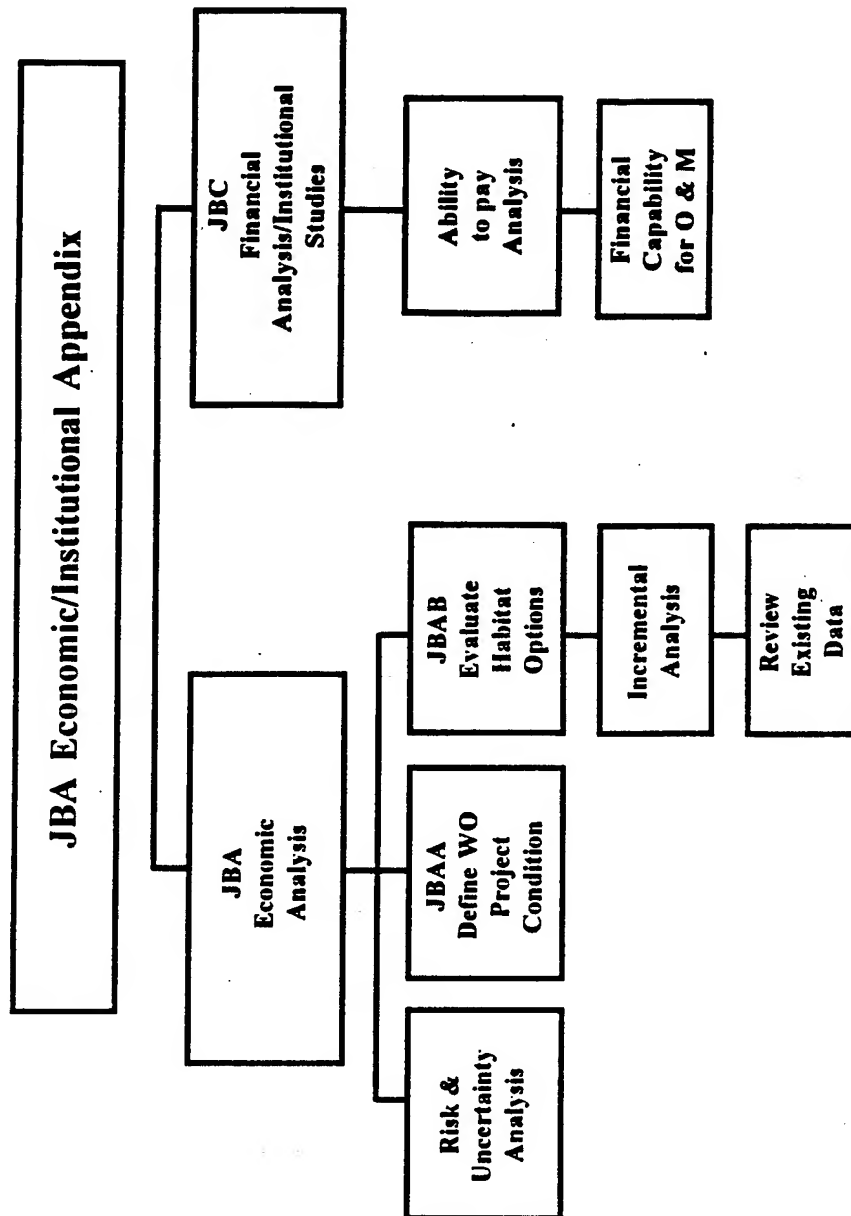 JBA Economic/Institutional Appendix
JBA
Economic
Analysis
JBC
Financial
Analysis/Institutional
Studies
Risk &
Uncertainty
Analysis
JBAA
Define WO
Project
Condition
JBAB
Evaluate
Habitat
Options
Ability
to pay
Analysis
Incremental
Analysis
Financial
Capability
for O & M
Review
Existing
Data